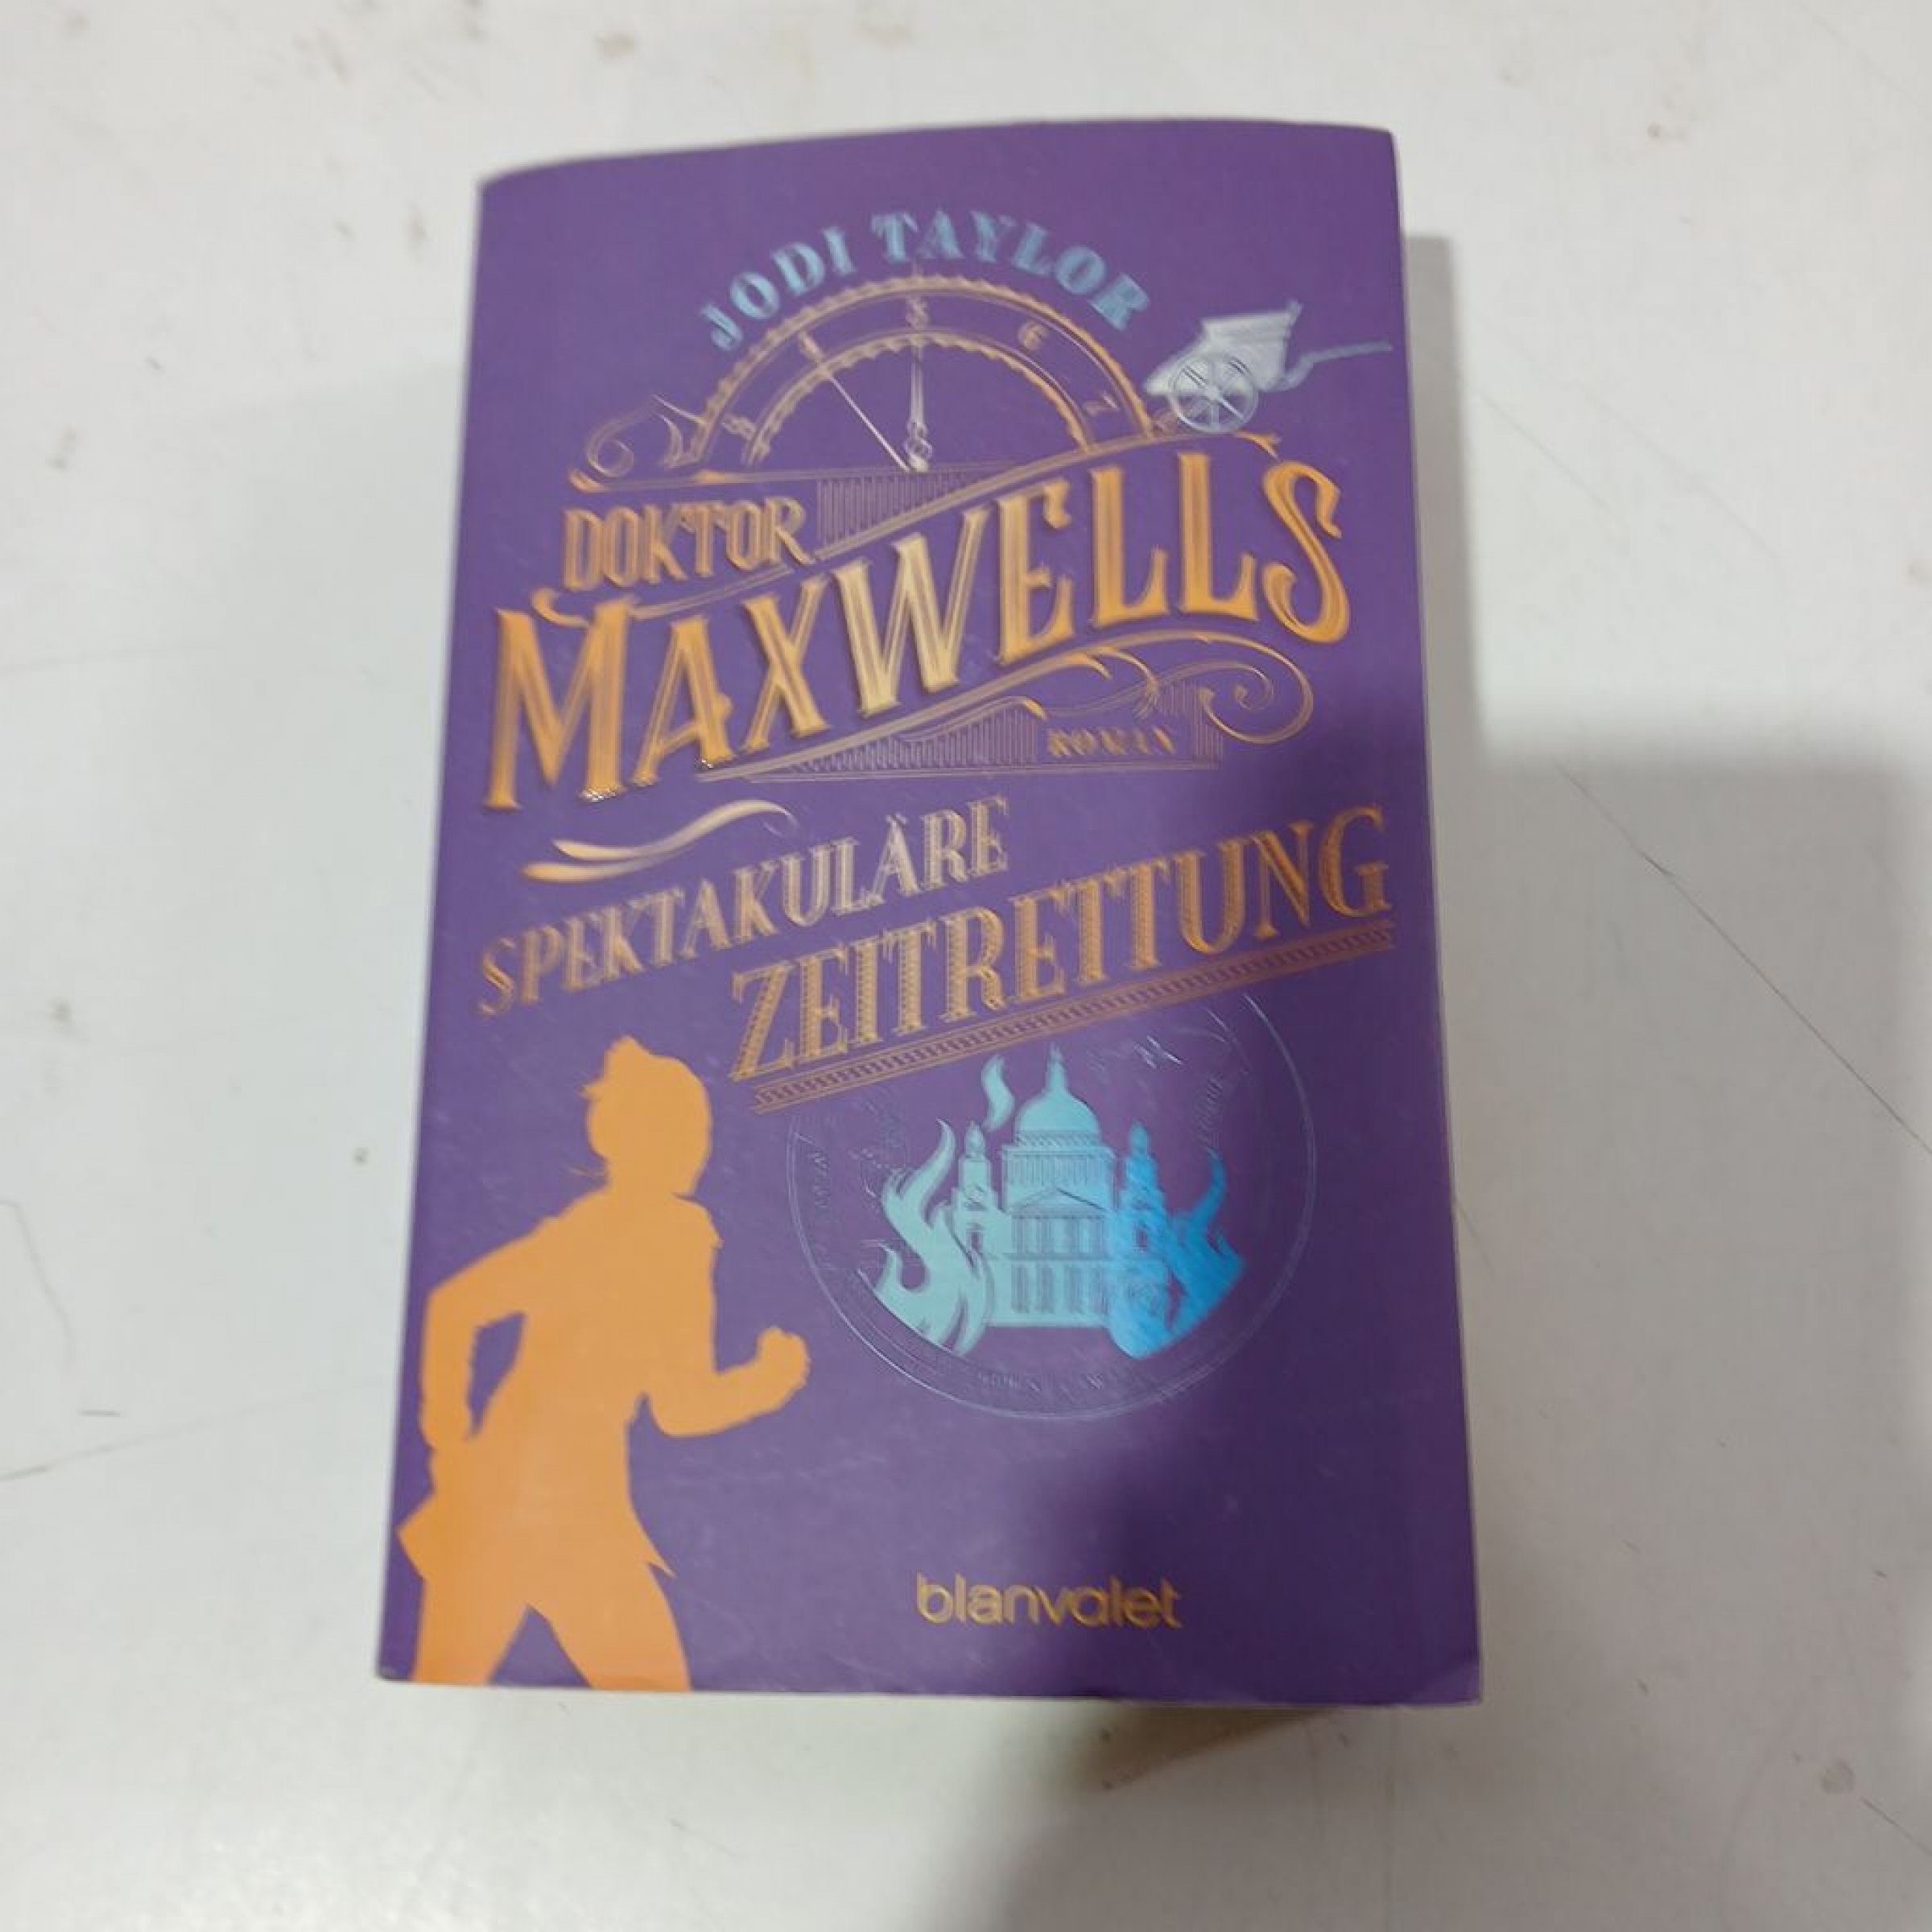 JODI TAYLOR
DOKTOR
MAXWELLS
ROMAN
SPEKTAKULÄRE
ZEITRETTUNG
blanvalet